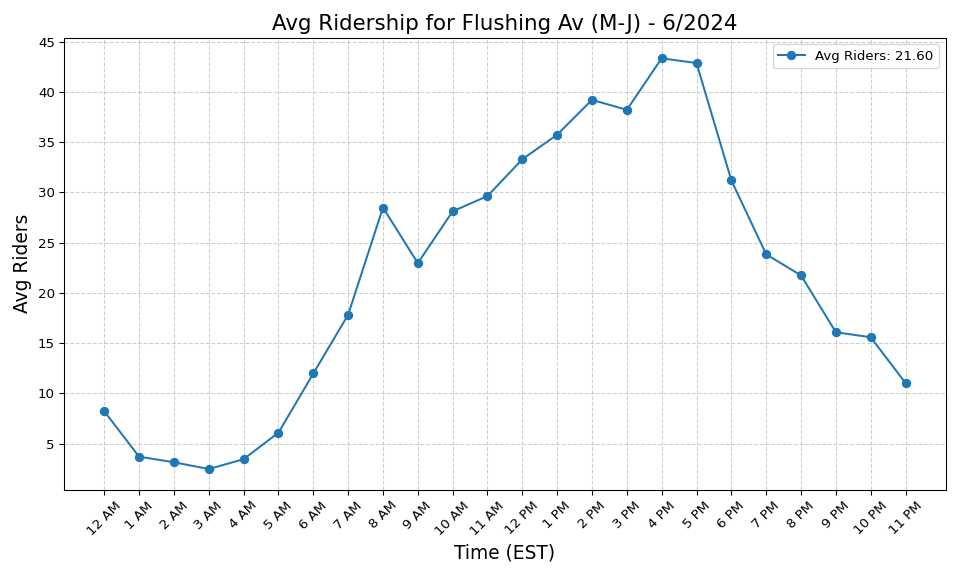 Avg Ridership for Flushing Av (M-J) - 6/2024
Avg Riders: 21.60
Avg Riders
45
40
35
30
25
20
15
10
5
12 AM
1 AM
2 AM
3 AM
4 AM
5 AM
6 AM
7 AM
8 AM
9 AM
10 AM
11 AM
12 PM
1 PM
2 PM
3 PM
4 PM
5 PM
6 PM
7 PM
8 PM
9 PM
10 PM
11 PM
Time (EST)